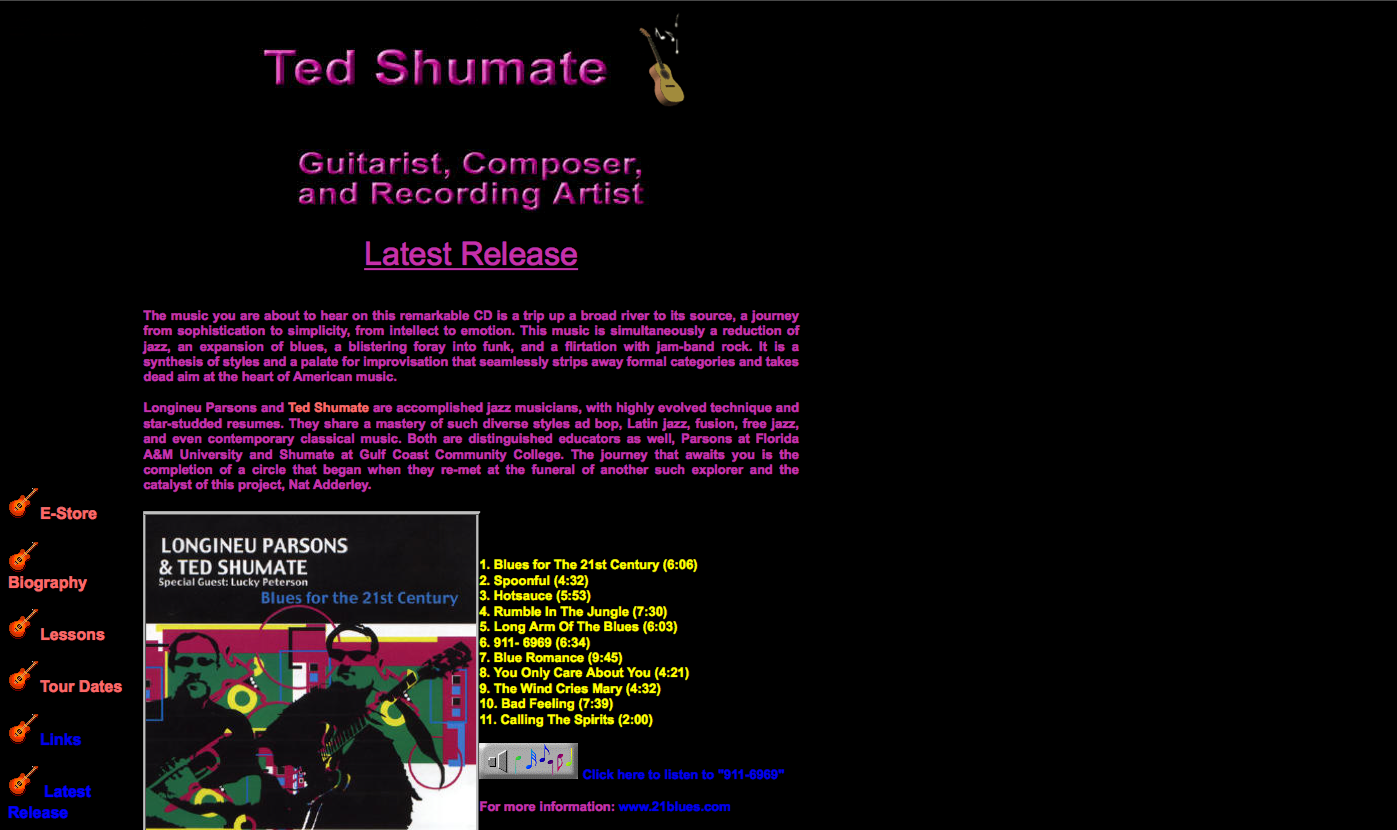 Ted Shumate
Guitarist, Composer,
and Recording Artist
Latest Release
The music you are about to hear on this remarkable CD is a trip up a broad river to its source, a journey
from sophistication to simplicity, from intellect to emotion. This music is simultaneously a reduction of
jazz, an expansion of blues, a blistering foray into funk, and a flirtation with jam-band rock. It is a
synthesis of styles and a palate for improvisation that seamlessly strips away formal categories and takes
dead aim at the heart of American music.
Longineu Parsons and Ted Shumate are accomplished jazz musicians, with highly evolved technique and
star-studded resumes. They share a mastery of such diverse styles ad bop, Latin jazz, fusion, free jazz,
and even contemporary classical music. Both are distinguished educators as well, Parsons at Florida
A&M University and Shumate at Gulf Coast Community College. The journey that awaits you is the
completion of a circle that began when they re-met at the funeral of another such explorer and the
catalyst of this project, Nat Adderley.
E-Store
Biography
Lessons
Tour Dates
Links
Latest
Release
LONGINEU PARSONS
& TED SHUMATE
Special Guest: Lucky Peterson
Blues for the 21st Century
1. Blues for The 21st Century (6:06)
2. Spoonful (4:32)
3. Hotsauce (5:53)
4. Rumble In The Jungle (7:30)
5. Long Arm Of The Blues (6:03)
6. 911- 6969 (6:34)
7. Blue Romance (9:45)
8. You Only Care About You (4:21)
9. The Wind Cries Mary (4:32)
10. Bad Feeling (7:39)
11. Calling The Spirits (2:00)
Click here to listen to "911-6969"
For more information: www.21blues.com